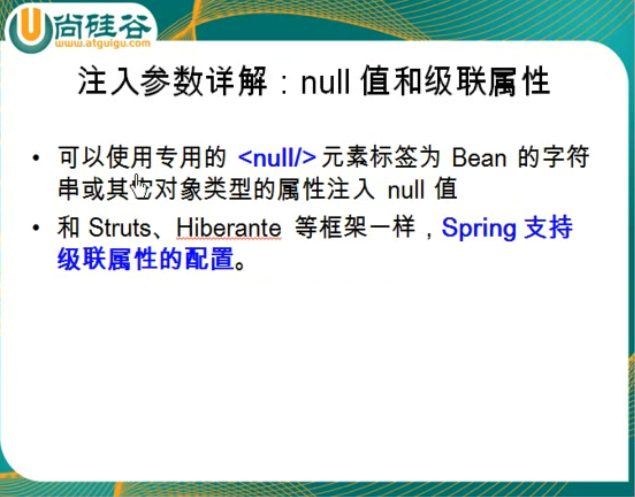 尚硅谷
www.atguigu.com
注入参数详解：null 值和级联属性
• 可以使用专用的 <null/> 元素标签为 Bean 的字符
串或其它对象类型的属性注入 null 值
• 和 Struts、Hiberante 等框架一样，Spring 支持
级联属性的配置。